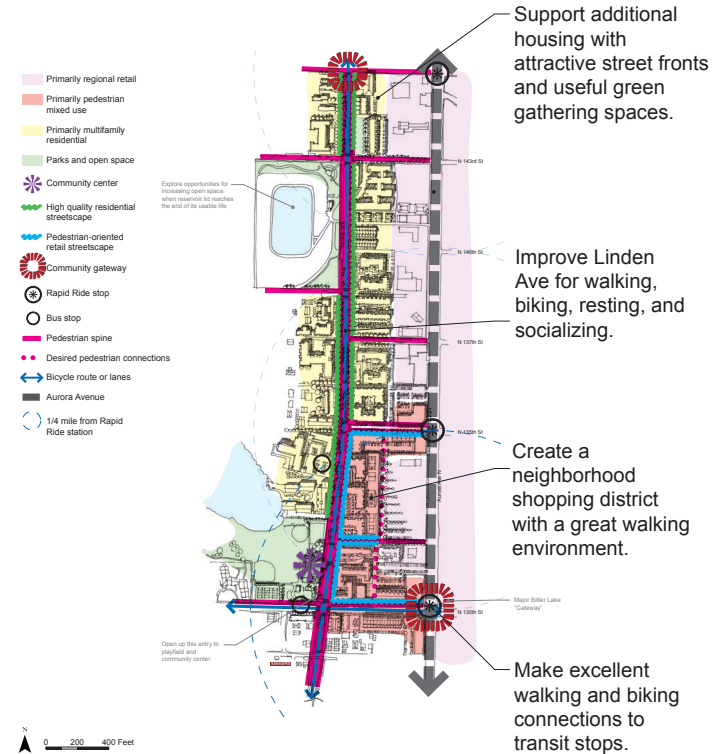 Support additional
housing with
attractive street fronts
and useful green
gathering spaces.
Primarily regional retail
Primarily pedestrian
mixed use
Primarily multifamily
residential
Parks and open space
Community center
High quality residential
streetscape
Pedestrian-oriented
retail streetscape
Community gateway
Rapid Ride stop
Bus stop
Pedestrian spine
Desired pedestrian connections
Bicycle route or lanes
Aurora Avenue
1/4 mile from Rapid
Ride station
Explore opportunities for
increasing open space
when reservoir lid reaches
the end of its usable life
N 143rd St
N 140th St
Improve Linden
Ave for walking,
biking, resting, and
socializing.
N 137th St
N 135th St
Aurora Ave N
Create a
neighborhood
shopping district
with a great walking
environment.
Major Bitter Lake
"Gateway"
N 130th St
Open up this entry to
playfield and
community center
Make excellent
walking and biking
connections to
transit stops.
N
0 200 400 Feet